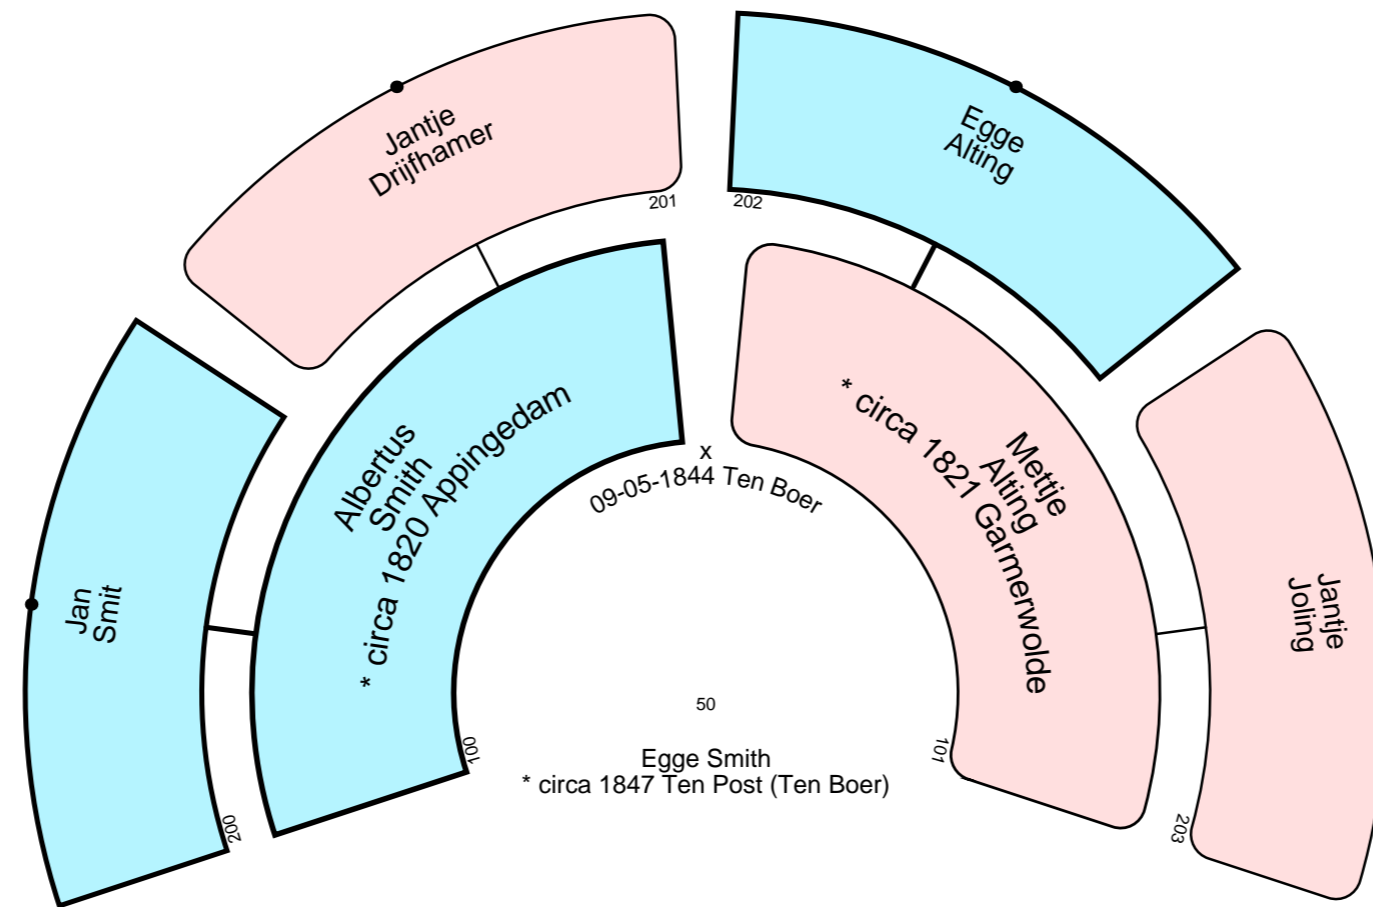 Jantje
Drijfhamer
201
Egge
Alting
202
Jan
Smit
200
Albertus
Smith
* circa 1820 Appingedam
100
x
09-05-1844 Ten Boer
Mettje
Alting
* circa 1821 Garmerwolde
101
Jantje
Joling
203
50
Egge Smith
* circa 1847 Ten Post (Ten Boer)